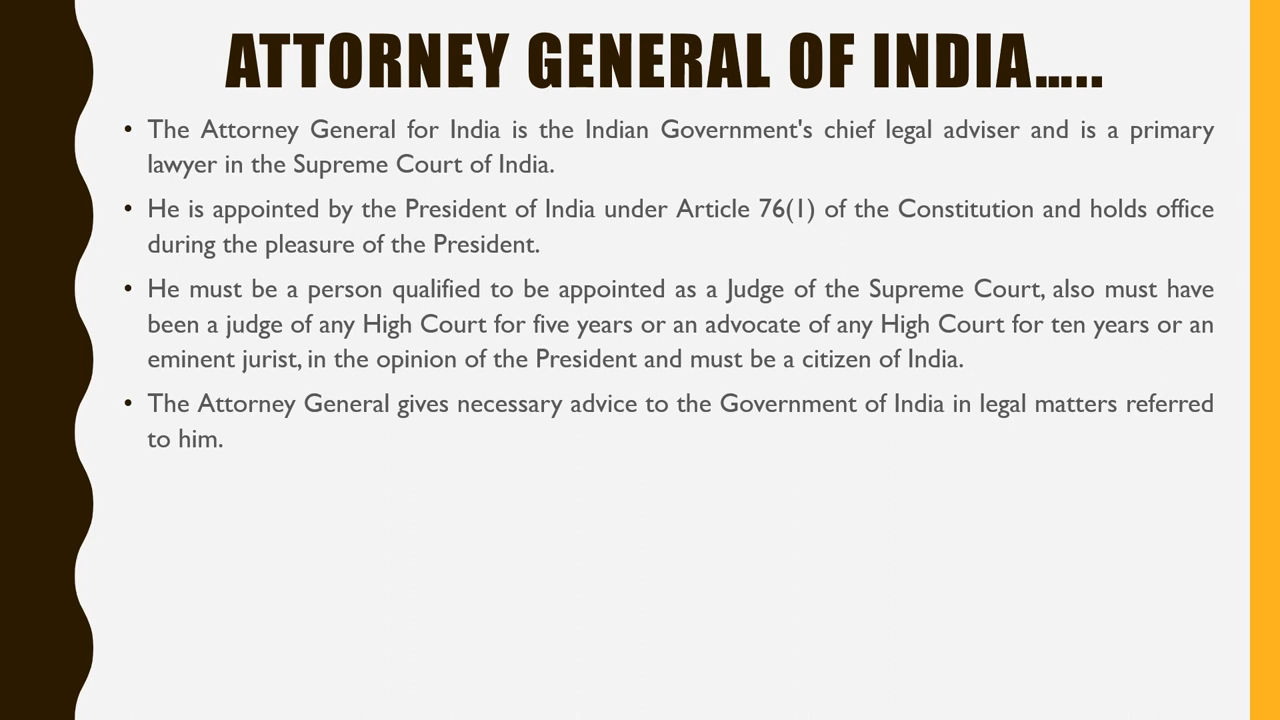 ATTORNEY GENERAL OF INDIA.....
• The Attorney General for India is the Indian Government's chief legal adviser and is a primary
lawyer in the Supreme Court of India.
• He is appointed by the President of India under Article 76(1) of the Constitution and holds office
during the pleasure of the President.
• He must be a person qualified to be appointed as a Judge of the Supreme Court, also must have
been a judge of any High Court for five years or an advocate of any High Court for ten years or an
eminent jurist, in the opinion of the President and must be a citizen of India.
• The Attorney General gives necessary advice to the Government of India in legal matters referred
to him.